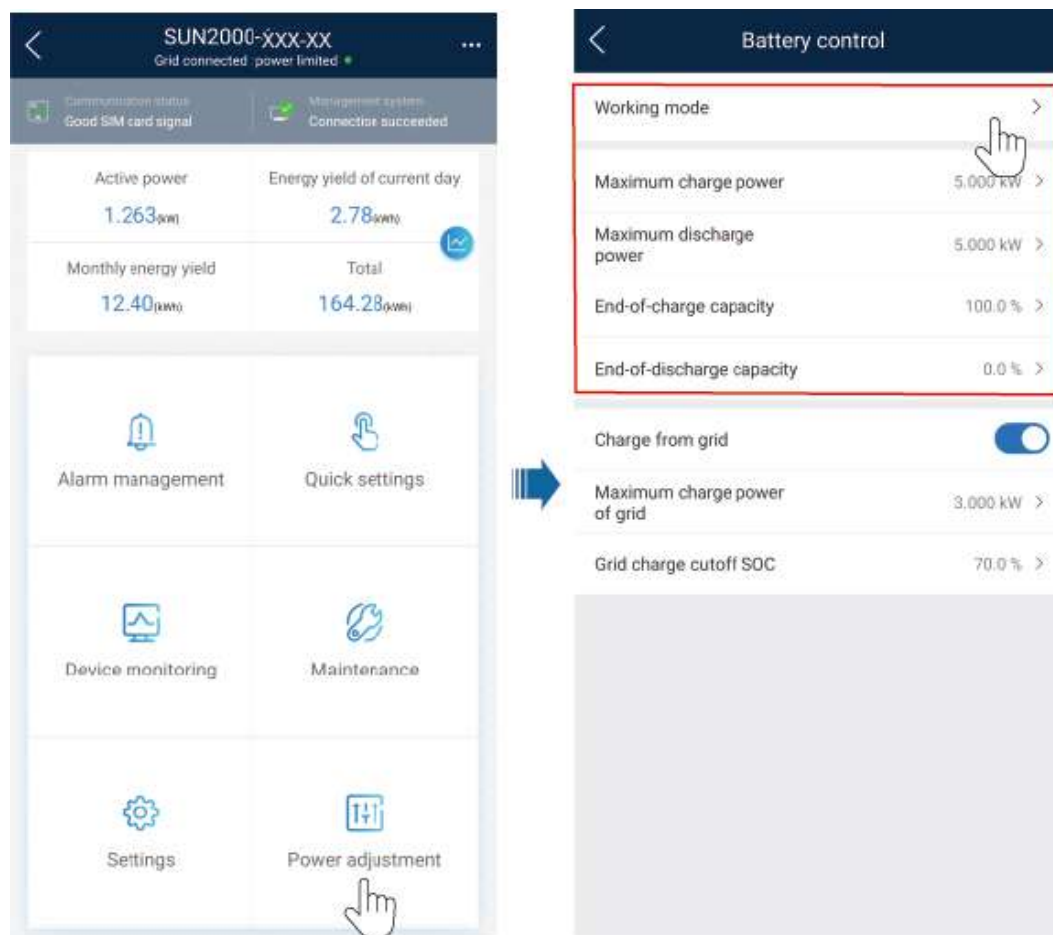 SUN2000-XXX-XX
Grid connected :power limited
Communication status
Good SIM card signal
Management system
Connection succeeded
Active power
1.263(kW)
Energy yield of current day
2.78(kWh)
Monthly energy yield
12.40(kWh)
Total
164.28(kWh)
Alarm management
Quick settings
Device monitoring
Maintenance
Settings
Power adjustment
Battery control
Working mode
Maximum charge power
5.000 kW
Maximum discharge
power
5.000 kW
End-of-charge capacity
100.0 %
End-of-discharge capacity
0.0 %
Charge from grid
Maximum charge power
of grid
3.000 kW
Grid charge cutoff SOC
70.0 %